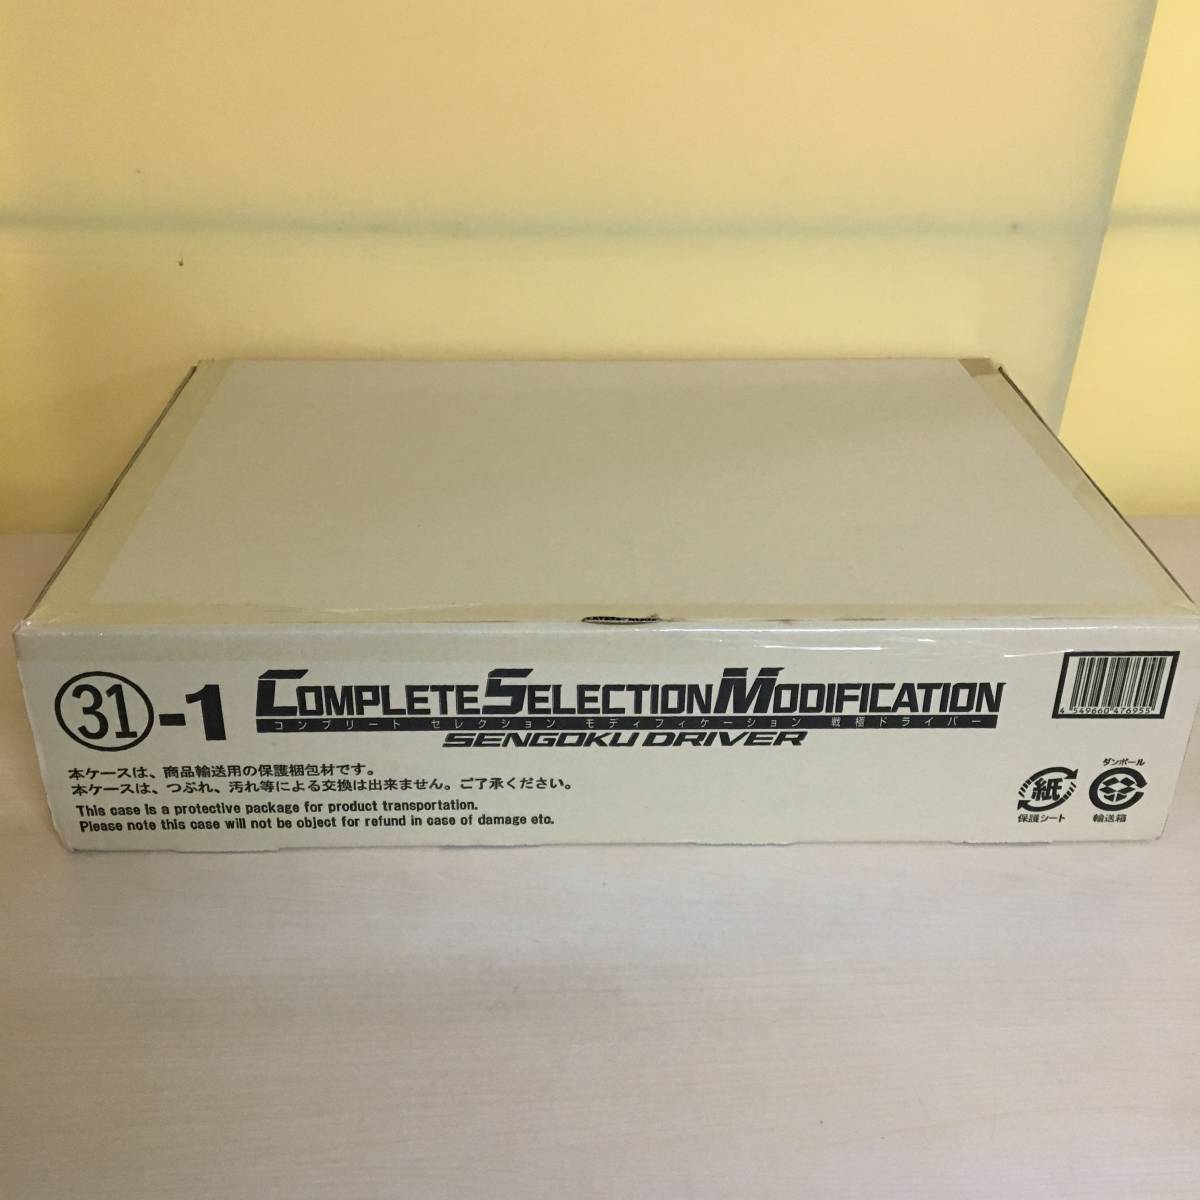 ㉛-1 COMPLETE SELECTION MODIFICATION
コンプリート セレクション モディフィケーション 戦極ドライバー
SENGOKU DRIVER
本ケースは、商品輸送用の保護梱包材です。
本ケースは、つぶれ、汚れ等による交換は出来ません。ご了承ください。
This case is a protective package for product transportation.
Please note this case will not be object for refund in case of damage etc.
4 549660 476955
紙
保護シート
ダンボール
輸送箱